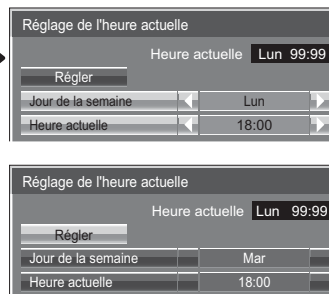 Réglage de l'heure actuelle
Heure actuelle Lun 99:99
Régler
Jour de la semaine Lun
Heure actuelle 18:00
Réglage de l'heure actuelle
Heure actuelle Lun 99:99
Régler
Jour de la semaine Mar
Heure actuelle 18:00